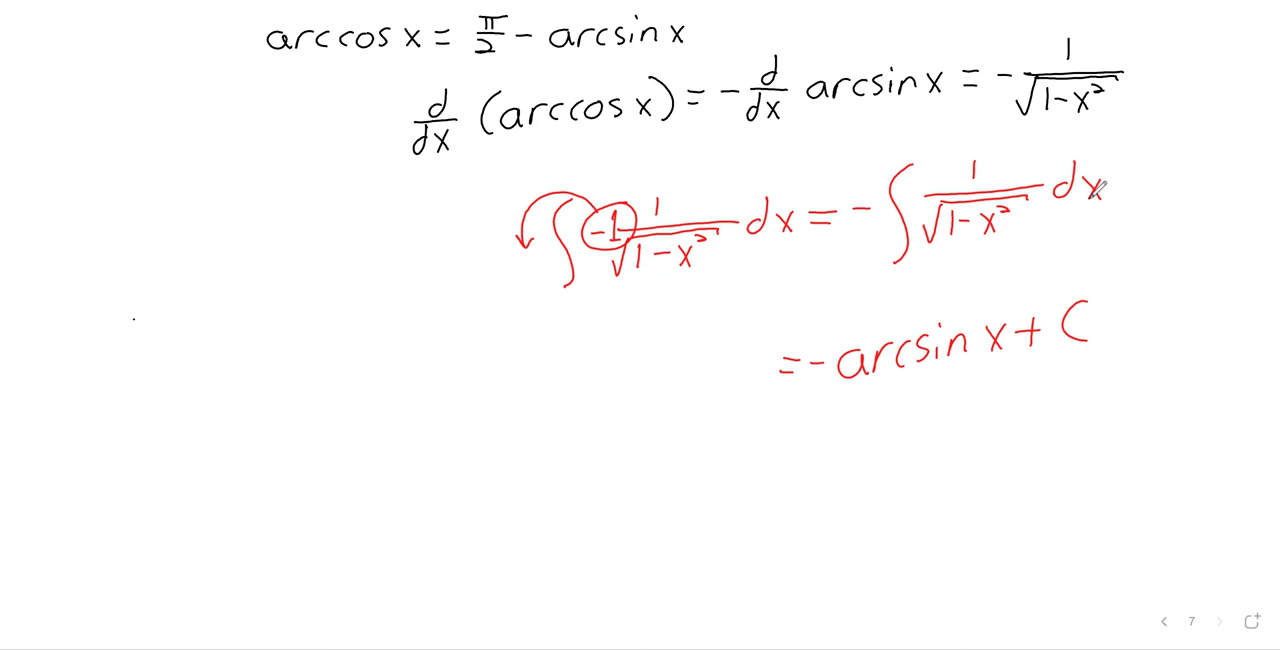 arccos x = π/2 - arcsin x
d/dx (arccos x) = - d/dx arcsin x = - 1/√(1-x²)
∫ -1 1/√(1-x²) dx = - ∫ 1/√(1-x²) dx
= - arcsin x + C
7